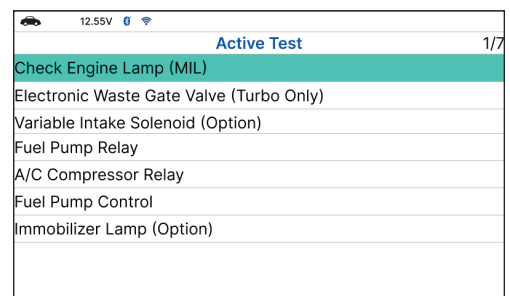 12.55V
Active Test 1/7
Check Engine Lamp (MIL)
Electronic Waste Gate Valve (Turbo Only)
Variable Intake Solenoid (Option)
Fuel Pump Relay
A/C Compressor Relay
Fuel Pump Control
Immobilizer Lamp (Option)